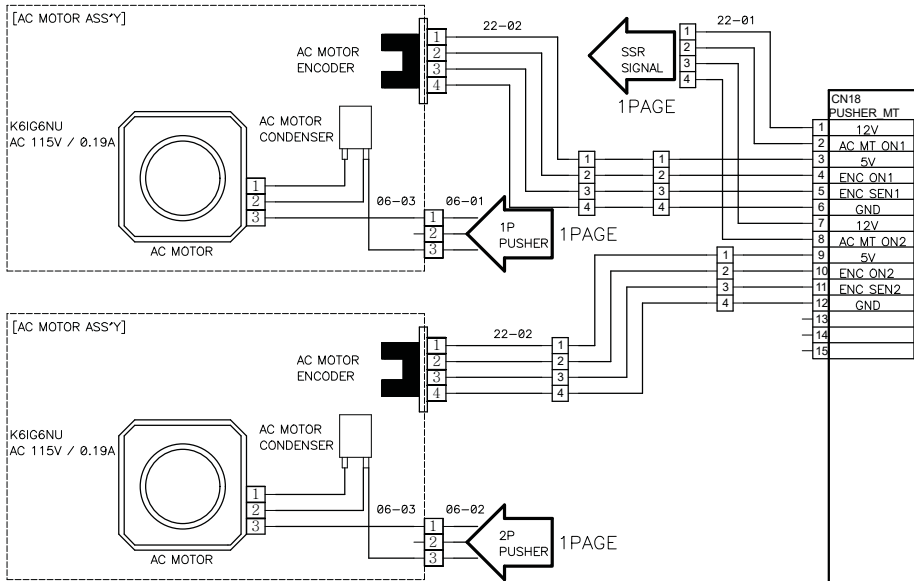 [AC MOTOR ASS'Y]
22-02
22-01
AC MOTOR
ENCODER
1
2
3
4
SSR
SIGNAL
1
2
3
4
1PAGE
K6IG6NU
AC 115V / 0.19A
AC MOTOR
CONDENSER
1
2
3
AC MOTOR
06-03
06-01
1
2
3
1P
PUSHER
1PAGE
1
2
3
4
1
2
3
4
CN18
PUSHER_MT
1 12V
2 AC MT ON1
3 5V
4 ENC ON1
5 ENC SEN1
6 GND
7 12V
8 AC MT ON2
9 5V
10 ENC ON2
11 ENC SEN2
12 GND
13
14
15
1
2
3
4
[AC MOTOR ASS'Y]
22-02
AC MOTOR
ENCODER
1
2
3
4
1
2
3
4
K6IG6NU
AC 115V / 0.19A
AC MOTOR
CONDENSER
1
2
3
AC MOTOR
06-03
06-02
1
2
3
2P
PUSHER
1PAGE